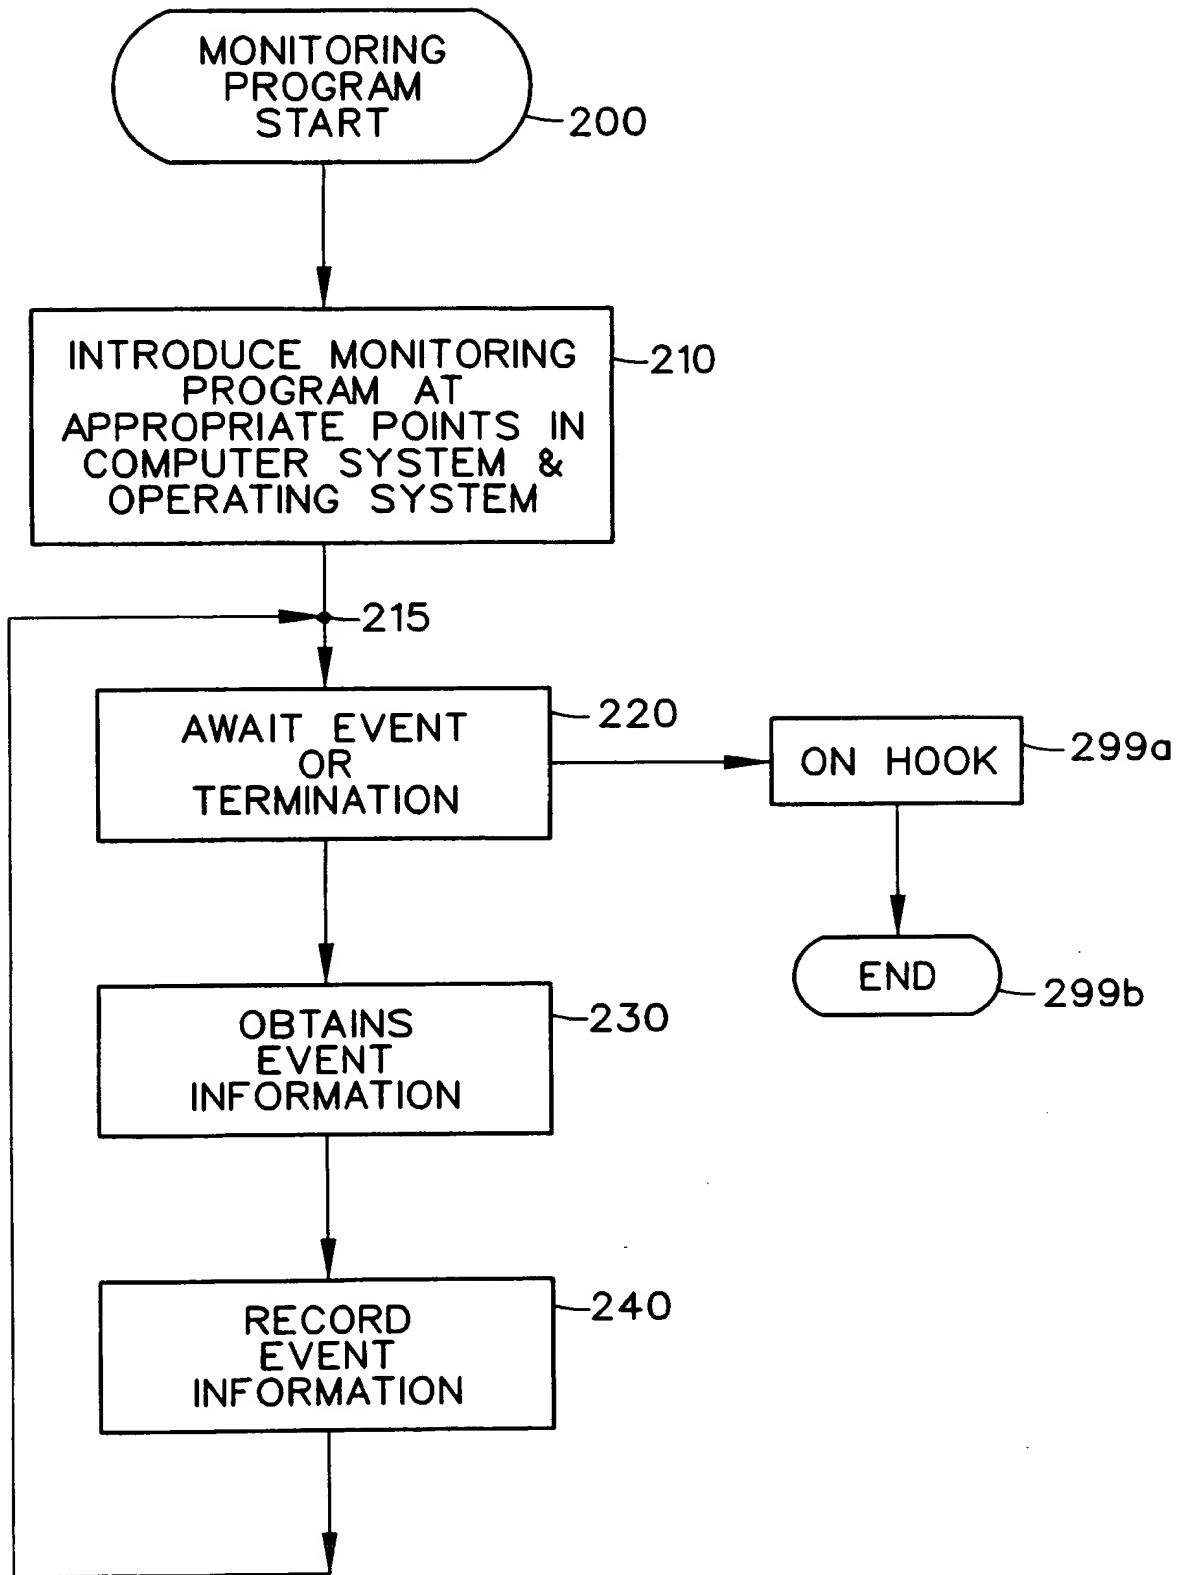 MONITORING
PROGRAM
START
200
INTRODUCE MONITORING
PROGRAM AT
APPROPRIATE POINTS IN
COMPUTER SYSTEM &
OPERATING SYSTEM
210
215
AWAIT EVENT
OR
TERMINATION
220
ON HOOK
299a
END
299b
OBTAINS
EVENT
INFORMATION
230
RECORD
EVENT
INFORMATION
240